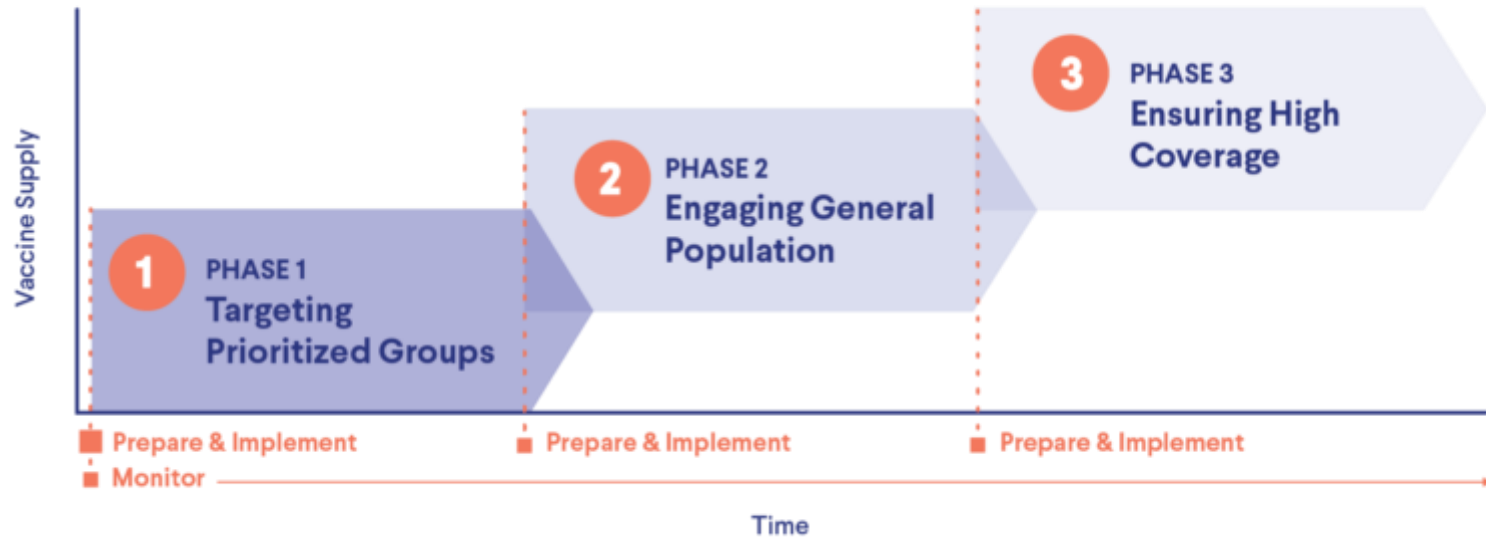 Vaccine Supply
1
PHASE 1
Targeting
Prioritized Groups
2
PHASE 2
Engaging General
Population
3
PHASE 3
Ensuring High
Coverage
Prepare & Implement
Prepare & Implement
Prepare & Implement
Monitor
Time